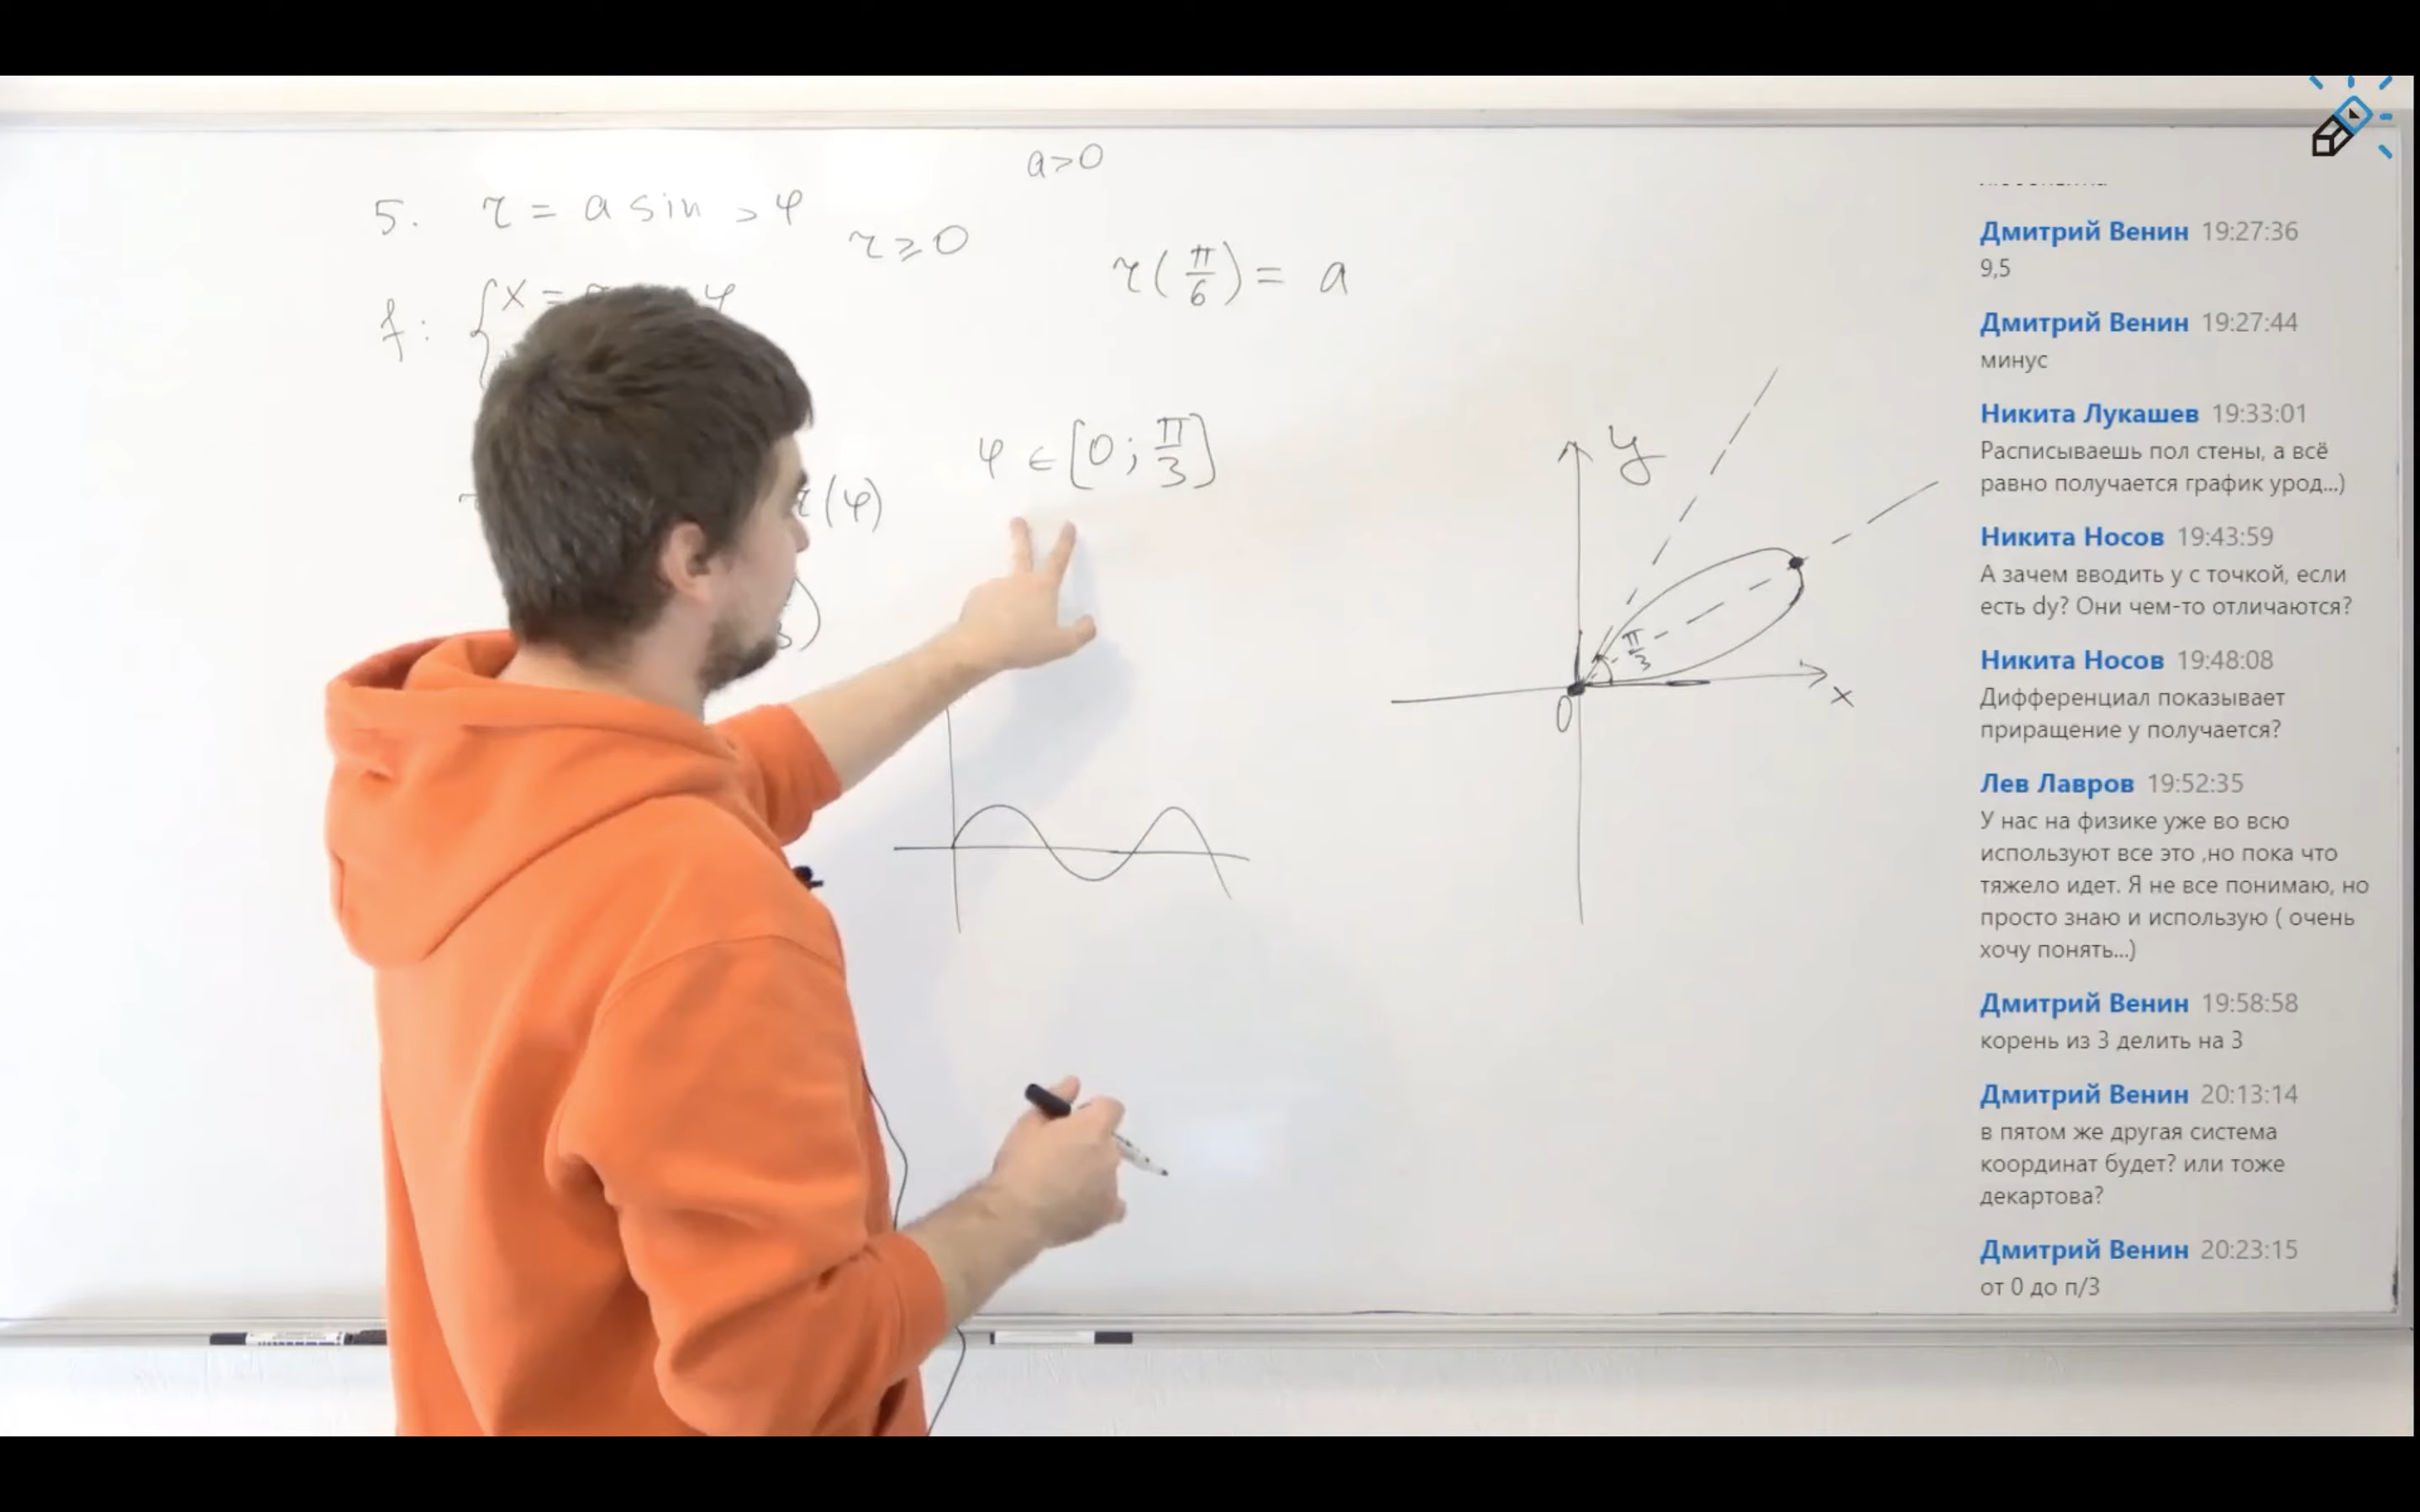 a>0
5. r = a sin 3φ
r ⩾ 0
r(π/6) = a
f: { x =
φ ∈ [0; π/3]
r(φ)
y
π/3
0
x
Дмитрий Венин 19:27:36
9,5
Дмитрий Венин 19:27:44
минус
Никита Лукашев 19:33:01
Расписываешь пол стены, а всё
равно получается график урод...)
Никита Носов 19:43:59
А зачем вводить у с точкой, если
есть dy? Они чем-то отличаются?
Никита Носов 19:48:08
Дифференциал показывает
приращение у получается?
Лев Лавров 19:52:35
У нас на физике уже во всю
используют все это ,но пока что
тяжело идет. Я не все понимаю, но
просто знаю и использую ( очень
хочу понять...)
Дмитрий Венин 19:58:58
корень из 3 делить на 3
Дмитрий Венин 20:13:14
в пятом же другая система
координат будет? или тоже
декартова?
Дмитрий Венин 20:23:15
от 0 до п/3